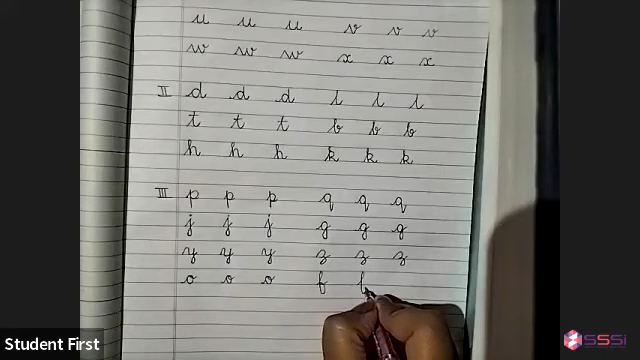 u u u v v v
w w w x x x
II d d d l l l
t t t b b b
h h h k k k
III p p p q q q
j j j g g g
y y y z z z
o o o f f
Student First
SSSi